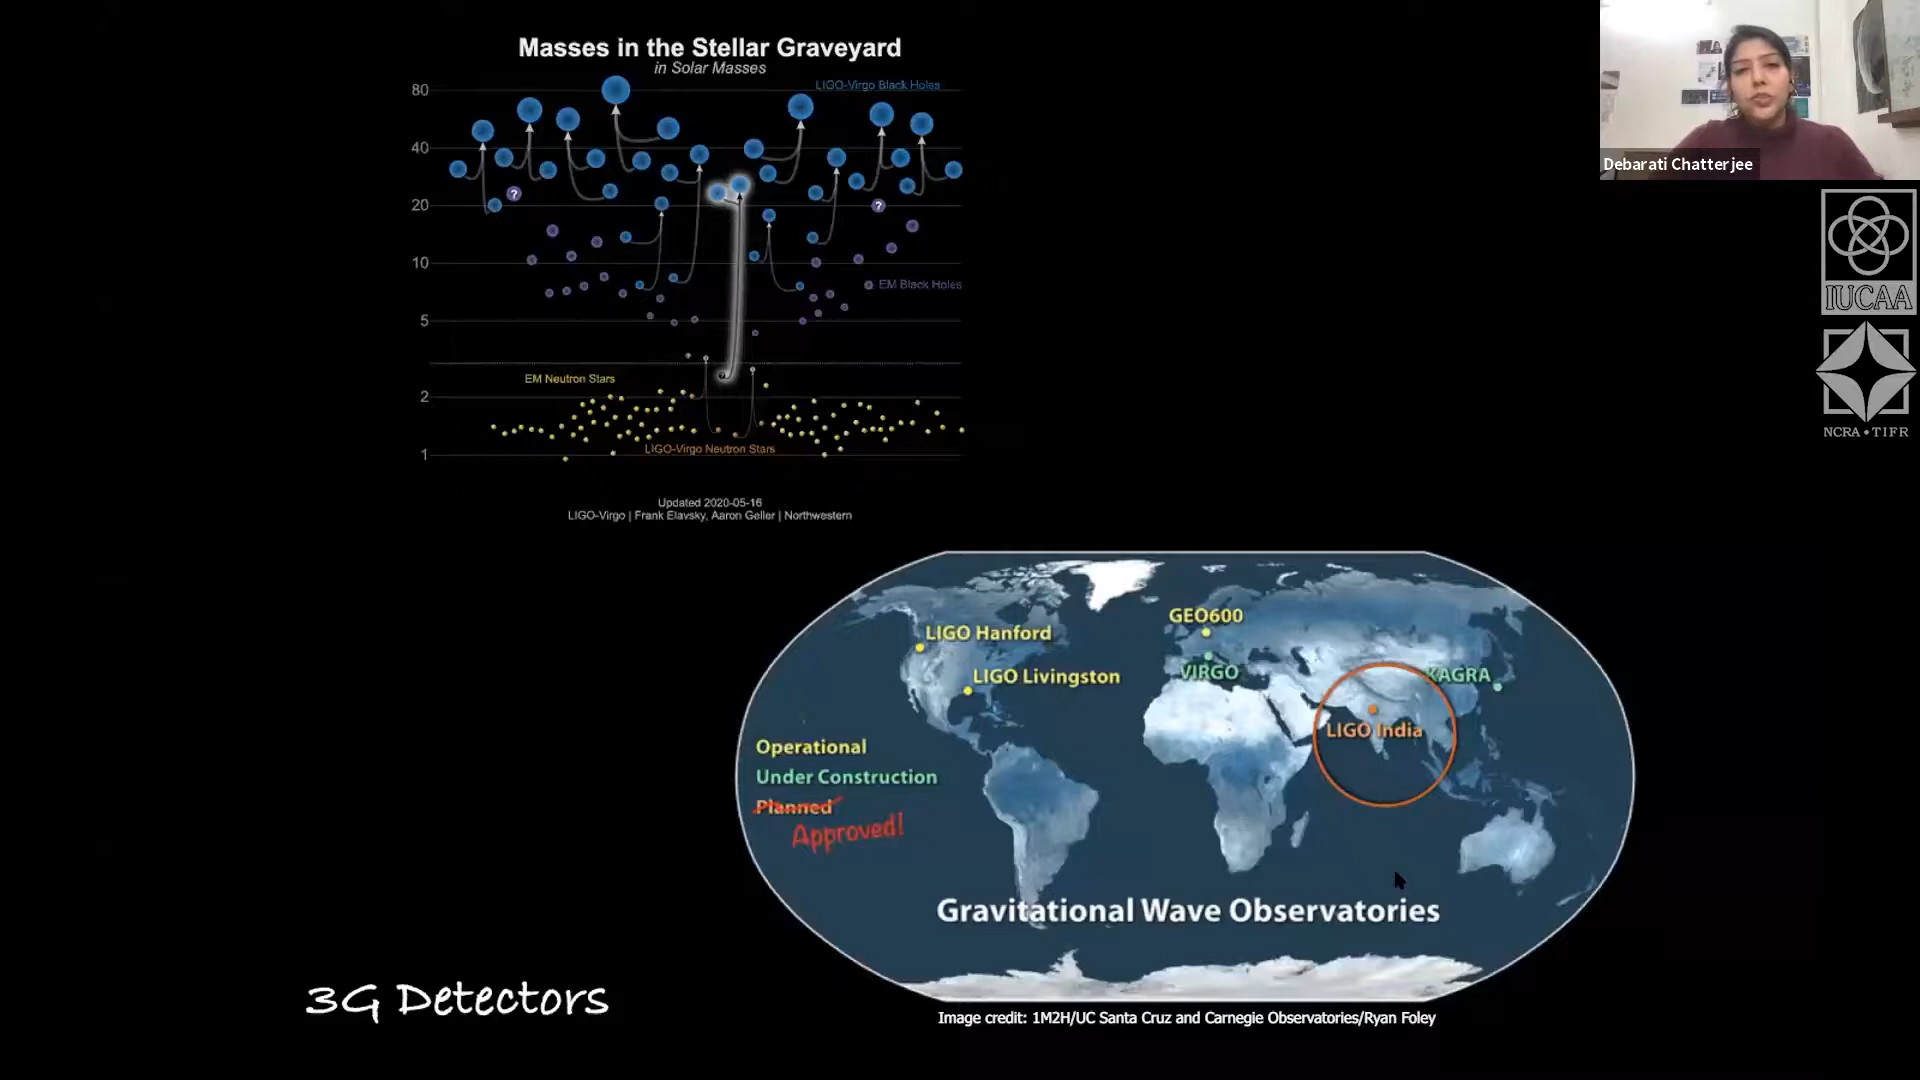 Masses in the Stellar Graveyard
in Solar Masses
80
LIGO-Virgo Black Holes
40
20
?
?
10
EM Black Holes
5
EM Neutron Stars
2
LIGO-Virgo Neutron Stars
1
Updated 2020-05-16
LIGO-Virgo | Frank Elavsky, Aaron Geller | Northwestern
Debarati Chatterjee
IUCAA
NCRA • TIFR
GEO600
LIGO Hanford
VIRGO
KAGRA
LIGO Livingston
LIGO India
Operational
Under Construction
Planned
Approved!
Gravitational Wave Observatories
3G Detectors
Image credit: 1M2H/UC Santa Cruz and Carnegie Observatories/Ryan Foley